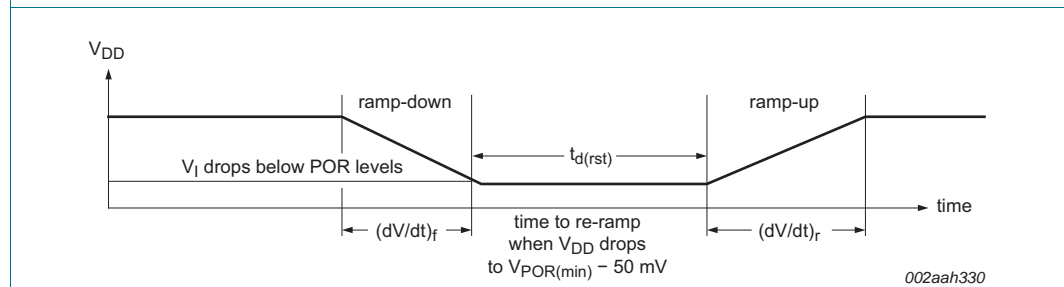 V_DD
ramp-down
ramp-up
t_d(rst)
V_I drops below POR levels
time
(dV/dt)_f
time to re-ramp
when V_DD drops
to V_POR(min) − 50 mV
(dV/dt)_r
002aah330